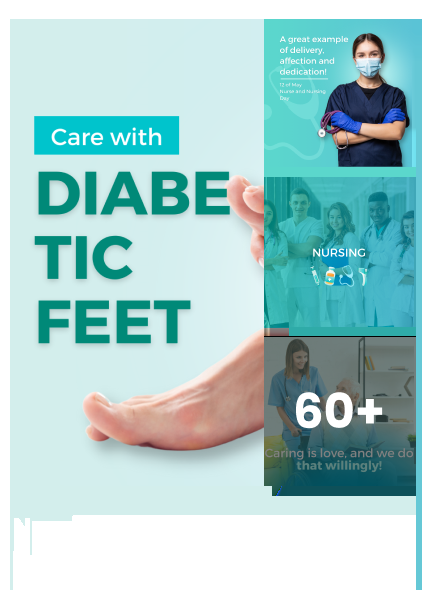 Care with
DIABE
TIC
FEET
A great example
of delivery,
affection and
dedication!
12 of May
Nurse and Nursing
Day
NURSING
60+
Caring is love, and we do
that willingly!
N